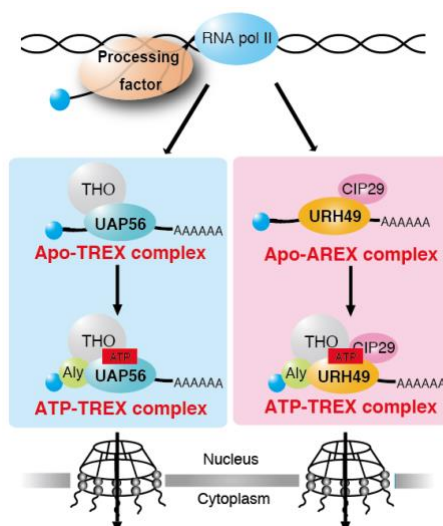 RNA pol II
Processing
factor
THO
UAP56
AAAAAA
Apo-TREX complex
CIP29
URH49
AAAAAA
Apo-AREX complex
THO
ATP
Aly
UAP56
AAAAAA
ATP-TREX complex
THO
ATP
CIP29
Aly
URH49
AAAAAA
ATP-TREX complex
Nucleus
Cytoplasm